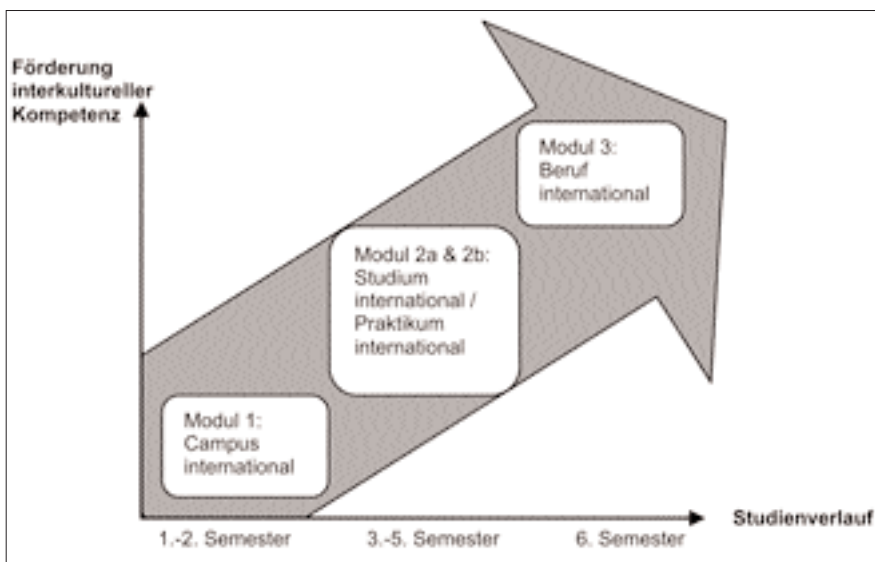 Förderung
interkultureller
Kompetenz
Modul 3:
Beruf
international
Modul 2a & 2b:
Studium
international /
Praktikum
international
Modul 1:
Campus
international
Studienverlauf
1.-2. Semester
3.-5. Semester
6. Semester